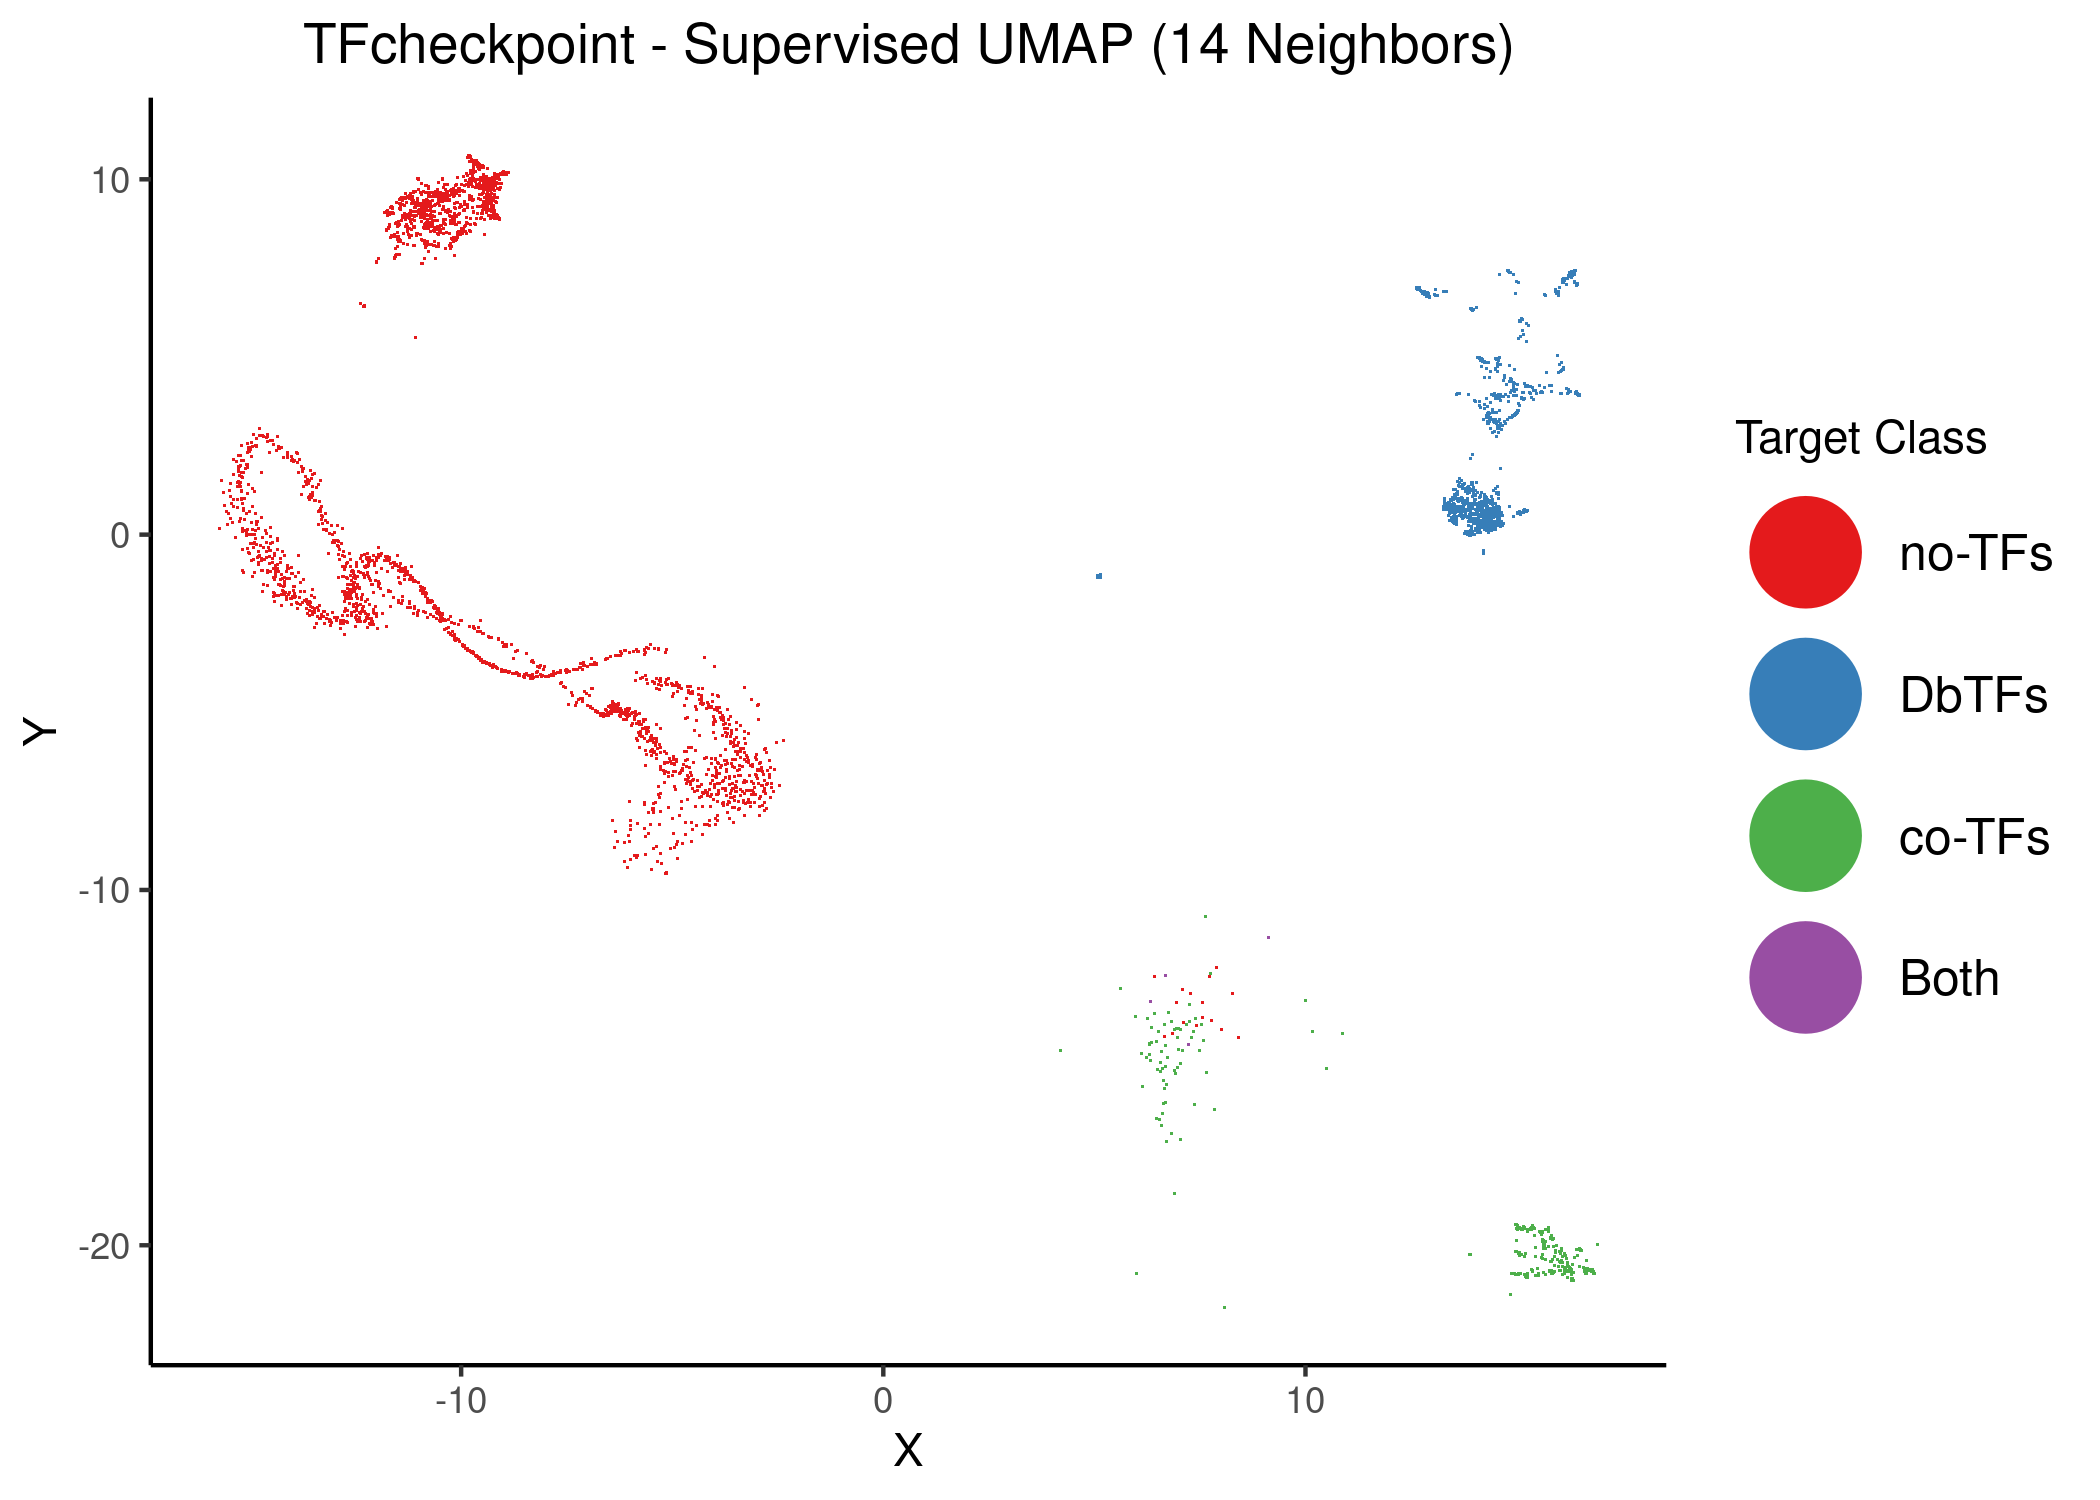 TFcheckpoint - Supervised UMAP (14 Neighbors)
10
0
-10
-20
Y
-10
0
10
X
Target Class
no-TFs
DbTFs
co-TFs
Both